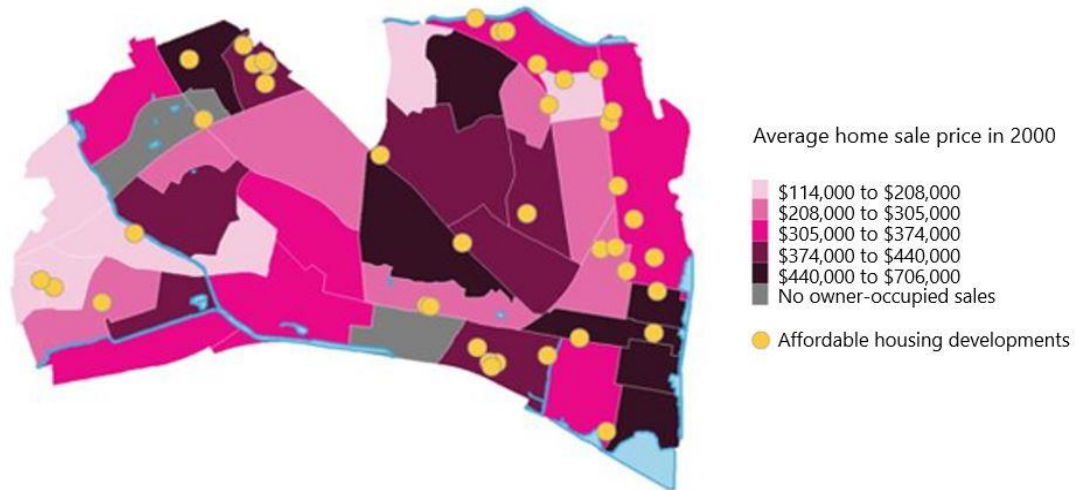 Average home sale price in 2000
$114,000 to $208,000
$208,000 to $305,000
$305,000 to $374,000
$374,000 to $440,000
$440,000 to $706,000
No owner-occupied sales
Affordable housing developments